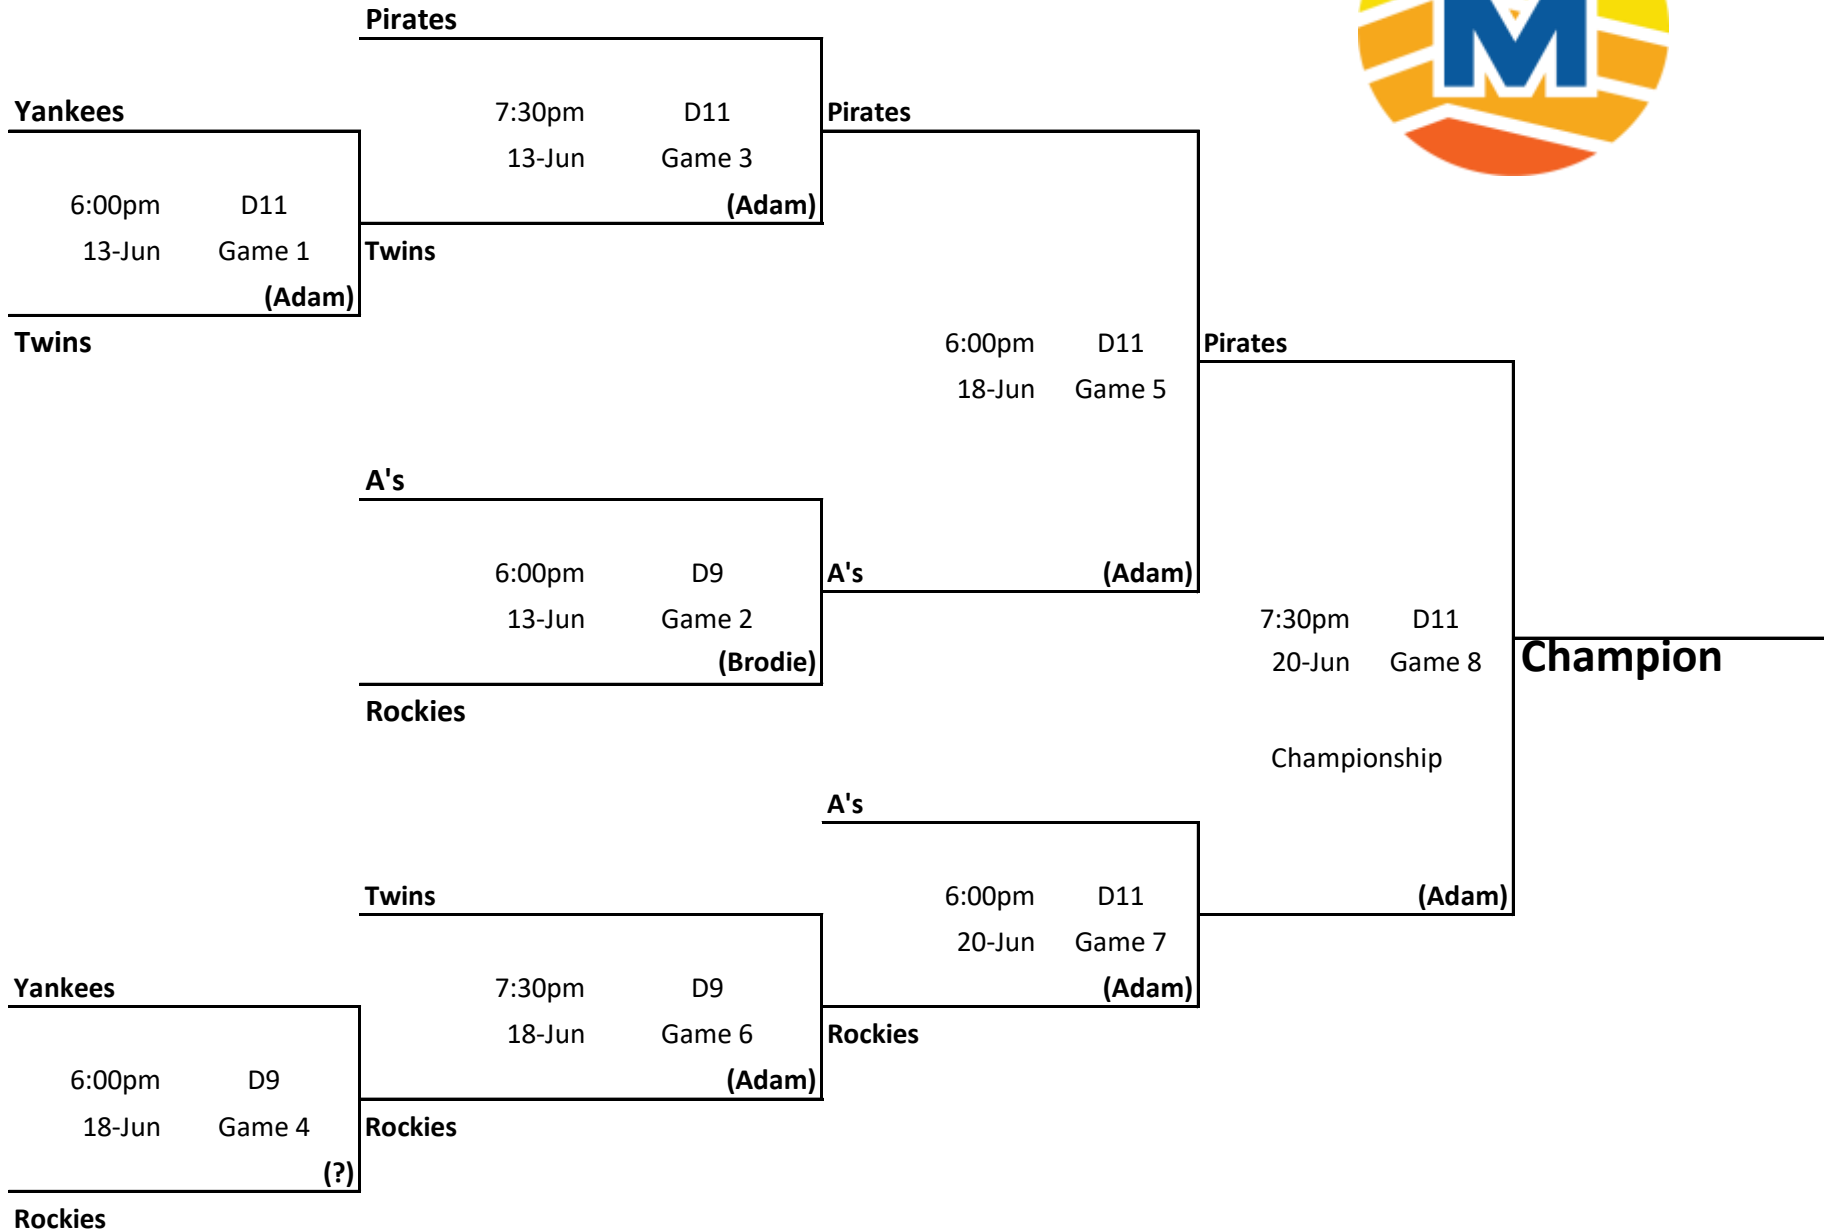 Pirates
M
Yankees 7:30pm D11 Pirates
13-Jun Game 3
6:00pm D11 (Adam)
13-Jun Game 1 Twins
(Adam)
Twins 6:00pm D11 Pirates
18-Jun Game 5
A's
6:00pm D9 A's (Adam)
13-Jun Game 2 7:30pm D11
(Brodie) 20-Jun Game 8 Champion
Rockies
Championship
A's
Twins 6:00pm D11 (Adam)
20-Jun Game 7
Yankees 7:30pm D9 (Adam)
18-Jun Game 6 Rockies
6:00pm D9 (Adam)
18-Jun Game 4 Rockies
(?)
Rockies